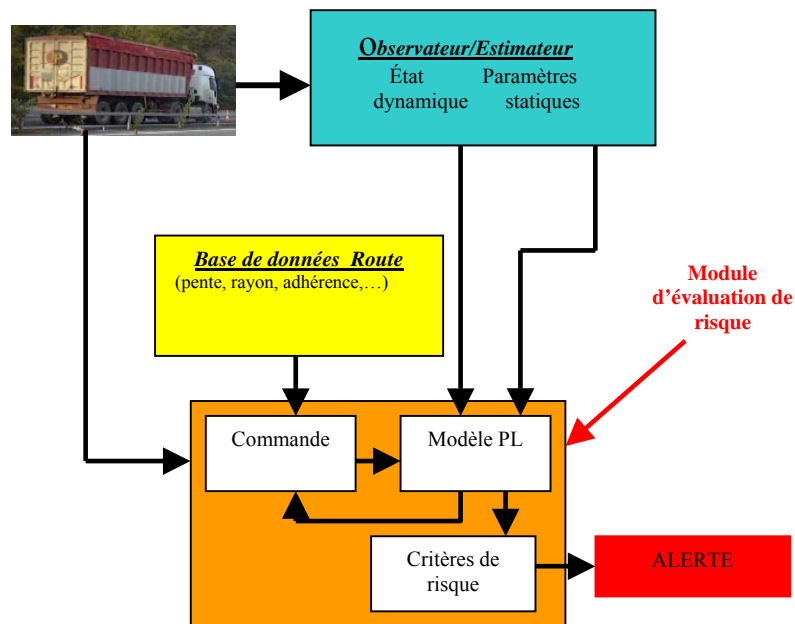 Observateur/Estimateur
État Paramètres
dynamique statiques
Base de données Route
(pente, rayon, adhérence,…)
Module
d'évaluation de
risque
Commande
Modèle PL
Critères de
risque
ALERTE